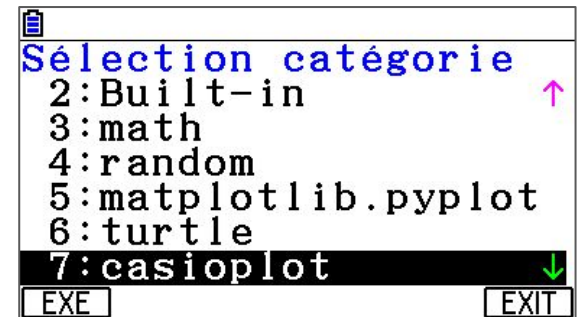 Sélection catégorie
2:Built-in
3:math
4:random
5:matplotlib.pyplot
6:turtle
7:casioplot
EXE EXIT